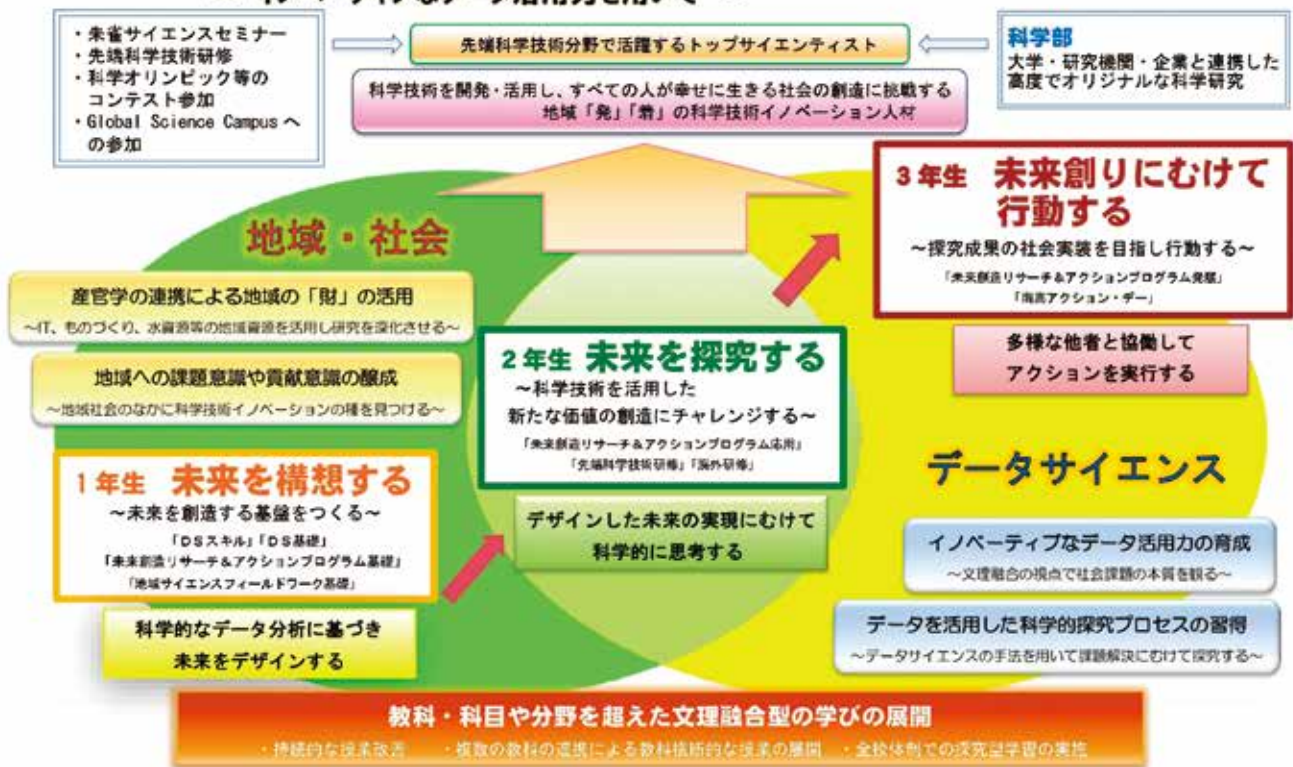 イノベーティブなデータ活用力を用いて
・朱雀サイエンスセミナー
・先端科学技術研修
・科学オリンピック等の
コンテスト参加
・Global Science Campus へ
の参加
先端科学技術分野で活躍するトップサイエンティスト
科学技術を開発・活用し、すべての人が幸せに生きる社会の創造に挑戦する
地域「発」「着」の科学技術イノベーション人材
科学部
大学・研究機関・企業と連携した
高度でオリジナルな科学研究
3年生 未来創りにむけて
行動する
~探究成果の社会実装を目指し行動する~
「未来創造リサーチ&アクションプログラム発展」
「海高アクション・デー」
多様な他者と協働して
アクションを実行する
地域・社会
産官学の連携による地域の「財」の活用
~IT、ものづくり、水資源等の地域資源を活用し研究を深化させる~
地域への課題意識や貢献意識の醸成
~地域社会のなかに科学技術イノベーションの種を見つける~
2年生 未来を探究する
~科学技術を活用した
新たな価値の創造にチャレンジする~
「未来創造リサーチ&アクションプログラム応用」
「先端科学技術研修」「海外研修」
デザインした未来の実現にむけて
科学的に思考する
1年生 未来を構想する
~未来を創造する基盤をつくる~
「DSスキル」「DS基礎」
「未来創造リサーチ&アクションプログラム基礎」
「地域サイエンスフィールドワーク基礎」
科学的なデータ分析に基づき
未来をデザインする
データサイエンス
イノベーティブなデータ活用力の育成
~文理融合の視点で社会課題の本質を観る~
データを活用した科学的探究プロセスの習得
~データサイエンスの手法を用いて課題解決にむけて探究する~
教科・科目や分野を超えた文理融合型の学びの展開
・持続的な授業改善 ・複数の教科の連携による教科横断的な授業の展開 ・全校体制での探究型学習の実施